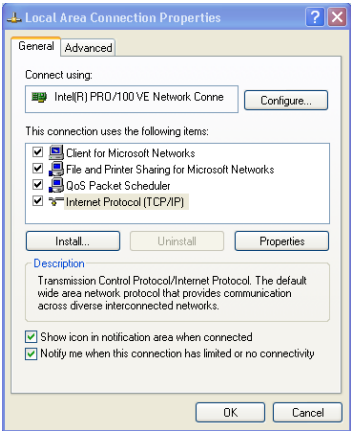 Local Area Connection Properties
General Advanced
Connect using:
Intel(R) PRO/100 VE Network Conne
Configure...
This connection uses the following items:
Client for Microsoft Networks
File and Printer Sharing for Microsoft Networks
QoS Packet Scheduler
Internet Protocol (TCP/IP)
Install... Uninstall Properties
Description
Transmission Control Protocol/Internet Protocol. The default
wide area network protocol that provides communication
across diverse interconnected networks.
Show icon in notification area when connected
Notify me when this connection has limited or no connectivity
OK Cancel